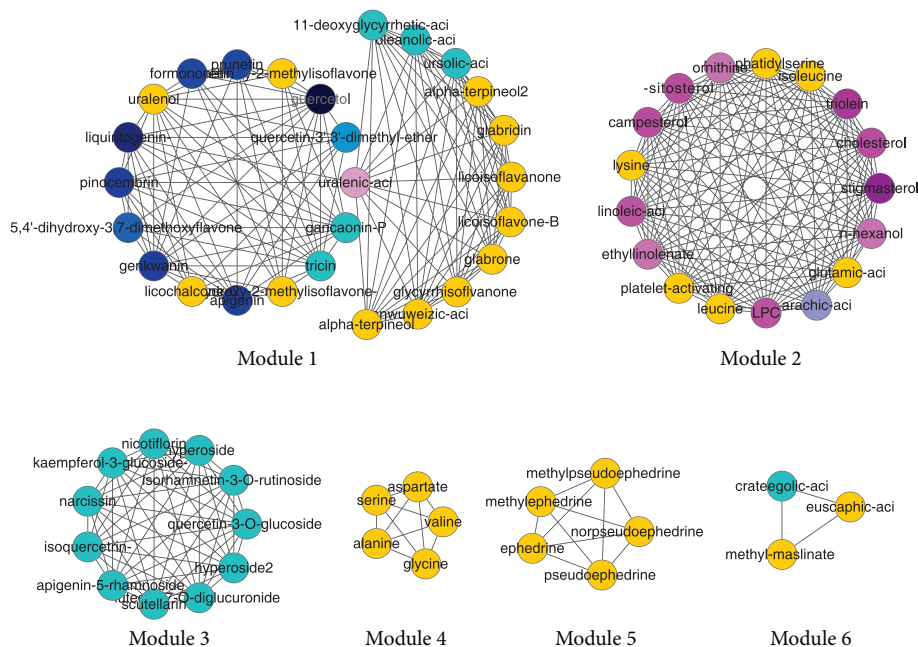 11-deoxyglycyrrhetic-aci
oleanolic-aci
ursolic-aci
alpha-terpineol2
glabridin
licoisoflavanone
licoisoflavone-B
glabrone
glycyrrhisoflvanone
alpha-terpineol
prunetin
-2-methylisoflavone
quercetol
quercetin-3",3'-dimethyl-ether
uralenic-aci
gancaonin-P
tricin
-2-methylisoflavone-
apigenin
genkwanin
5,4'-dihydroxy-3,7-dimethoxyflavone
pinocembrin
liquiritogenin-
uralenol
Module 1
ornithine
phatidylserine
isoleucine
triolein
cholesterol
stigmasterol
n-hexanol
glutamic-aci
arachic-aci
LPC
leucine
platelet-activating
ethyllinolenate
linoleic-aci
lysine
campesterol
-sitosterol
Module 2
nicotiflorin
hyperoside
kaempferol-3-glucoside-
isorhamnetin-3-O-rutinoside
narcissin
quercetin-3-O-glucoside
isoquercetrin-
hyperoside2
apigenin-5-rhamnoside
-7-O-diglucuronide
scutellarin
Module 3
aspartate
serine
valine
alanine
glycine
Module 4
methylpseudoephedrine
methylephedrine
norpseudoephedrine
ephedrine
pseudoephedrine
Module 5
crateegolic-aci
euscaphic-aci
methyl-maslinate
Module 6